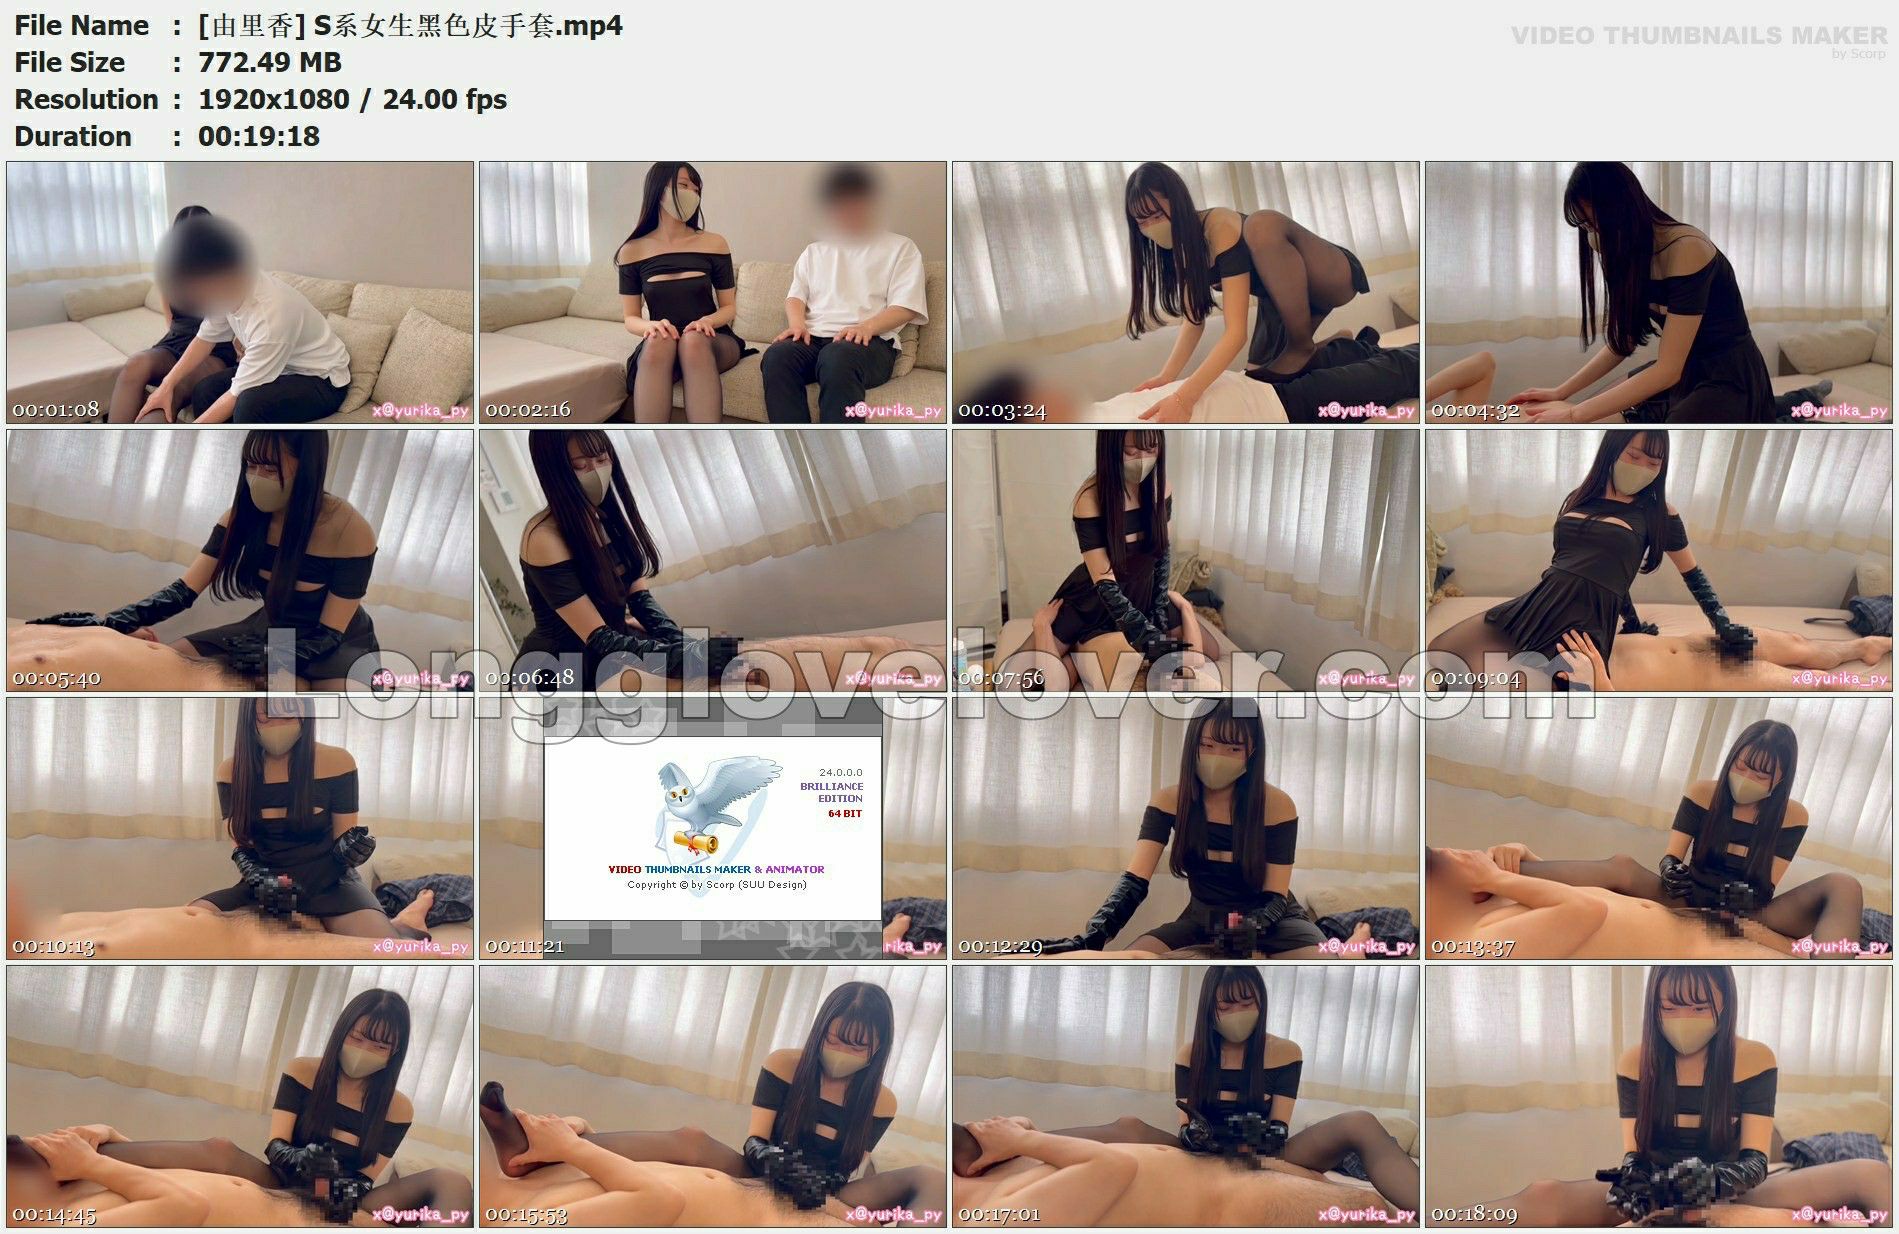 File Name : [由里香] S系女生黑色皮手套.mp4
VIDEO THUMBNAILS MAKER
by Scorp
File Size : 772.49 MB
Resolution : 1920x1080 / 24.00 fps
Duration : 00:19:18
00:01:08
x@yurika_py
00:02:16
x@yurika_py
00:03:24
x@yurika_py
00:04:32
x@yurika_py
00:05:40
x@yurika_py
00:06:48
x@yurika_py
00:07:56
x@yurika_py
00:09:04
x@yurika_py
Longglovelover.com
00:10:13
x@yurika_py
24.0.0.0
BRILLIANCE
EDITION
64 BIT
VIDEO THUMBNAILS MAKER & ANIMATOR
Copyright © by Scorp (SUU Design)
00:11:21
rika_py
00:12:29
x@yurika_py
00:13:37
x@yurika_py
00:14:45
x@yurika_py
00:15:53
x@yurika_py
00:17:01
x@yurika_py
00:18:09
x@yurika_py